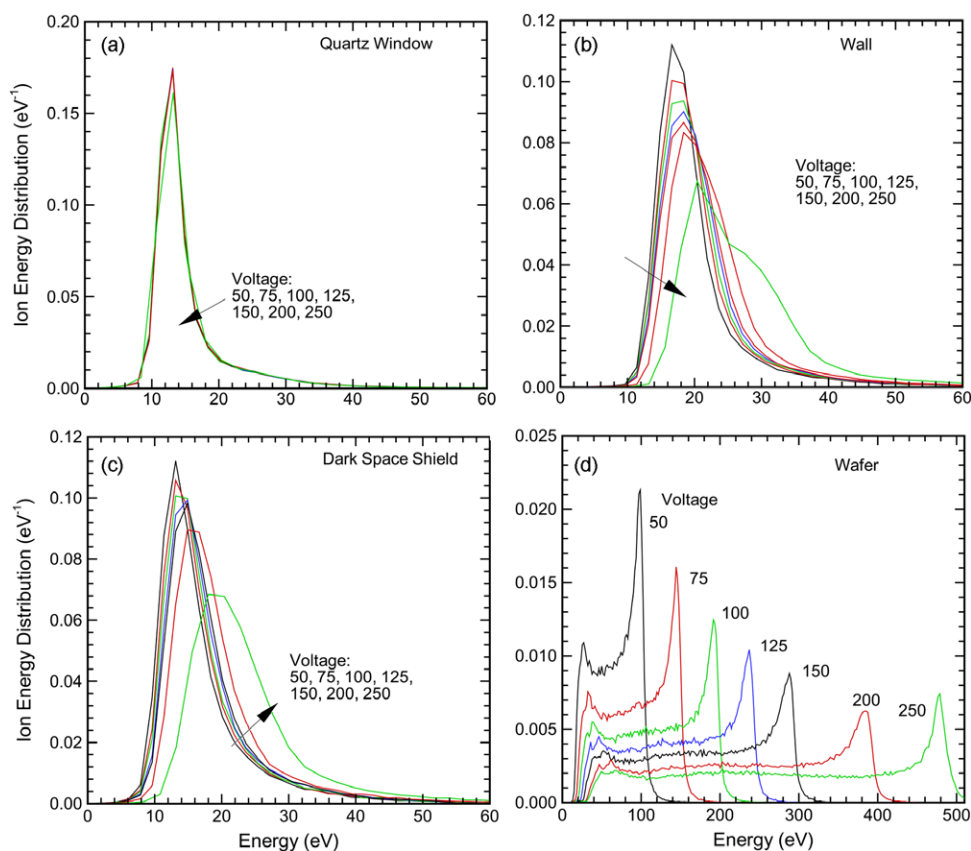 (a)
Quartz Window
Ion Energy Distribution (eV⁻¹)
0.20
0.15
0.10
0.05
0.00
Voltage:
50, 75, 100, 125,
150, 200, 250
0 10 20 30 40 50 60
(b)
Wall
0.12
0.10
0.08
0.06
0.04
0.02
0.00
Voltage:
50, 75, 100, 125,
150, 200, 250
0 10 20 30 40 60
(c)
Dark Space Shield
Ion Energy Distribution (eV⁻¹)
0.12
0.10
0.08
0.06
0.04
0.02
0.00
Voltage:
50, 75, 100, 125,
150, 200, 250
0 10 20 30 40 50 60
Energy (eV)
(d)
Wafer
0.025
0.020
0.015
0.010
0.005
0.000
Voltage
50
75
100
125
150
200
250
0 100 200 300 400 500
Energy (eV)